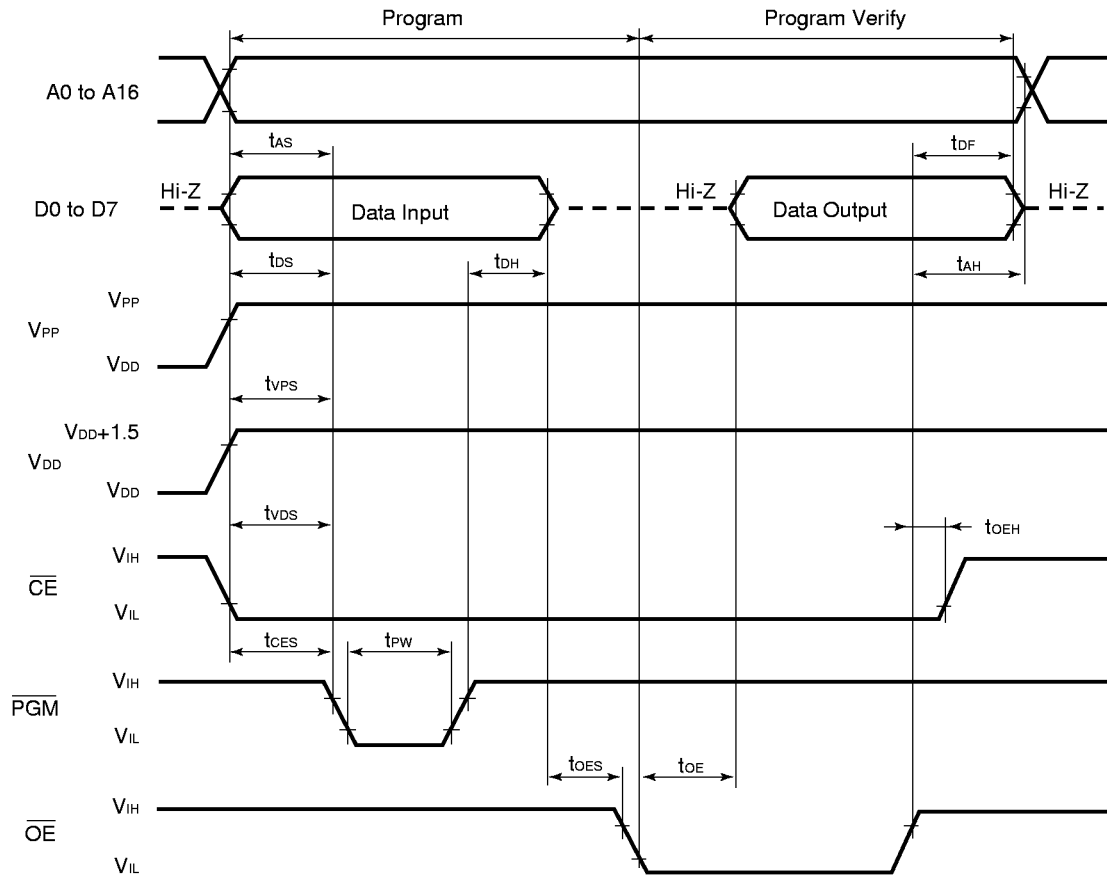 Program Program Verify
A0 to A16
tAS tDF
Hi-Z Hi-Z Hi-Z
D0 to D7 Data Input Data Output
tDS tDH tAH
VPP
VPP
VDD
tVPS
VDD+1.5
VDD
VDD
tVDS
tOEH
VIH
CE
VIL
tCES tPW
VIH
PGM
VIL
tOES tOE
VIH
OE
VIL